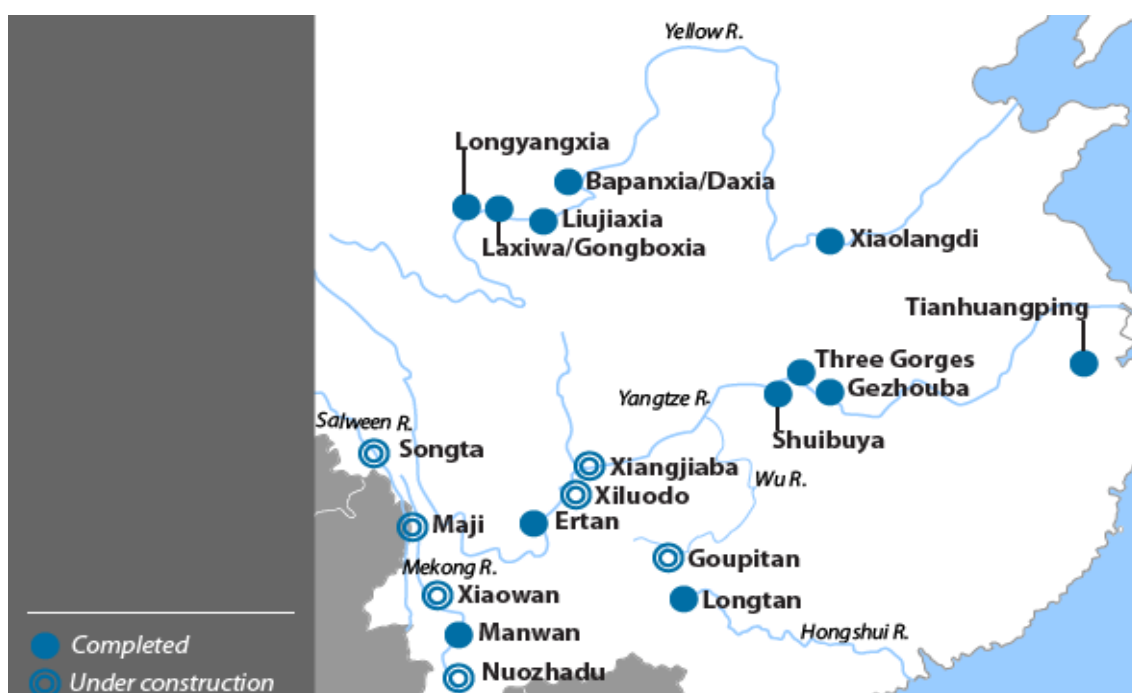 Yellow R.
Longyangxia
Bapanxia/Daxia
Liujiaxia
Laxiwa/Gongboxia
Xiaolangdi
Tianhuangping
Three Gorges
Gezhouba
Yangtze R.
Shuibuya
Salween R.
Songta
Xiangjiaba
Wu R.
Xiluodo
Ertan
Maji
Goupitan
Mekong R.
Xiaowan
Longtan
Manwan
Hongshui R.
Nuozhadu
Completed
Under construction